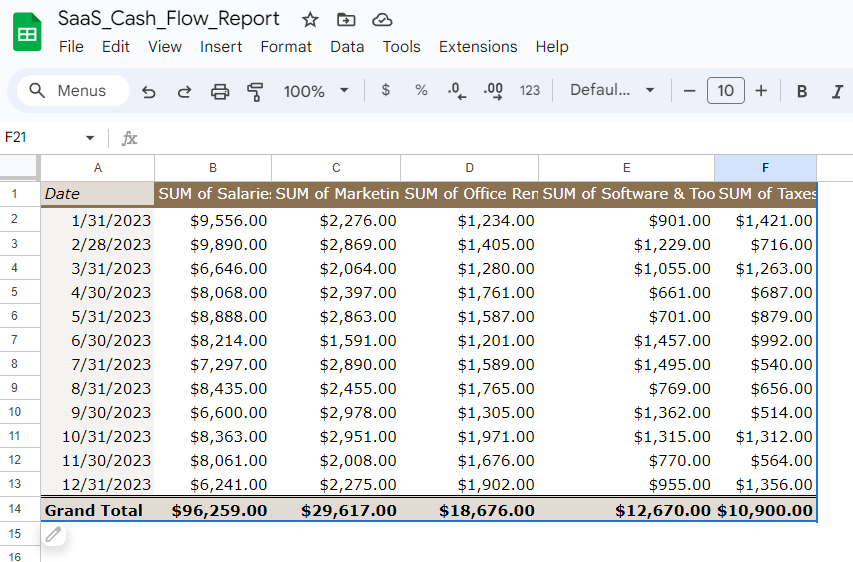 SaaS_Cash_Flow_Report
File Edit View Insert Format Data Tools Extensions Help
Menus 100% $ % .0 .00 123 Defaul... 10 B I
F21 fx
A B C D E F
1 Date SUM of Salaries SUM of Marketin SUM of Office Ren SUM of Software & Too SUM of Taxes
2 1/31/2023 $9,556.00 $2,276.00 $1,234.00 $901.00 $1,421.00
3 2/28/2023 $9,890.00 $2,869.00 $1,405.00 $1,229.00 $716.00
4 3/31/2023 $6,646.00 $2,064.00 $1,280.00 $1,055.00 $1,263.00
5 4/30/2023 $8,068.00 $2,397.00 $1,761.00 $661.00 $687.00
6 5/31/2023 $8,888.00 $2,863.00 $1,587.00 $701.00 $879.00
7 6/30/2023 $8,214.00 $1,591.00 $1,201.00 $1,457.00 $992.00
8 7/31/2023 $7,297.00 $2,890.00 $1,589.00 $1,495.00 $540.00
9 8/31/2023 $8,435.00 $2,455.00 $1,765.00 $769.00 $656.00
10 9/30/2023 $6,600.00 $2,978.00 $1,305.00 $1,362.00 $514.00
11 10/31/2023 $8,363.00 $2,951.00 $1,971.00 $1,315.00 $1,312.00
12 11/30/2023 $8,061.00 $2,008.00 $1,676.00 $770.00 $564.00
13 12/31/2023 $6,241.00 $2,275.00 $1,902.00 $955.00 $1,356.00
14 Grand Total $96,259.00 $29,617.00 $18,676.00 $12,670.00 $10,900.00
15
16